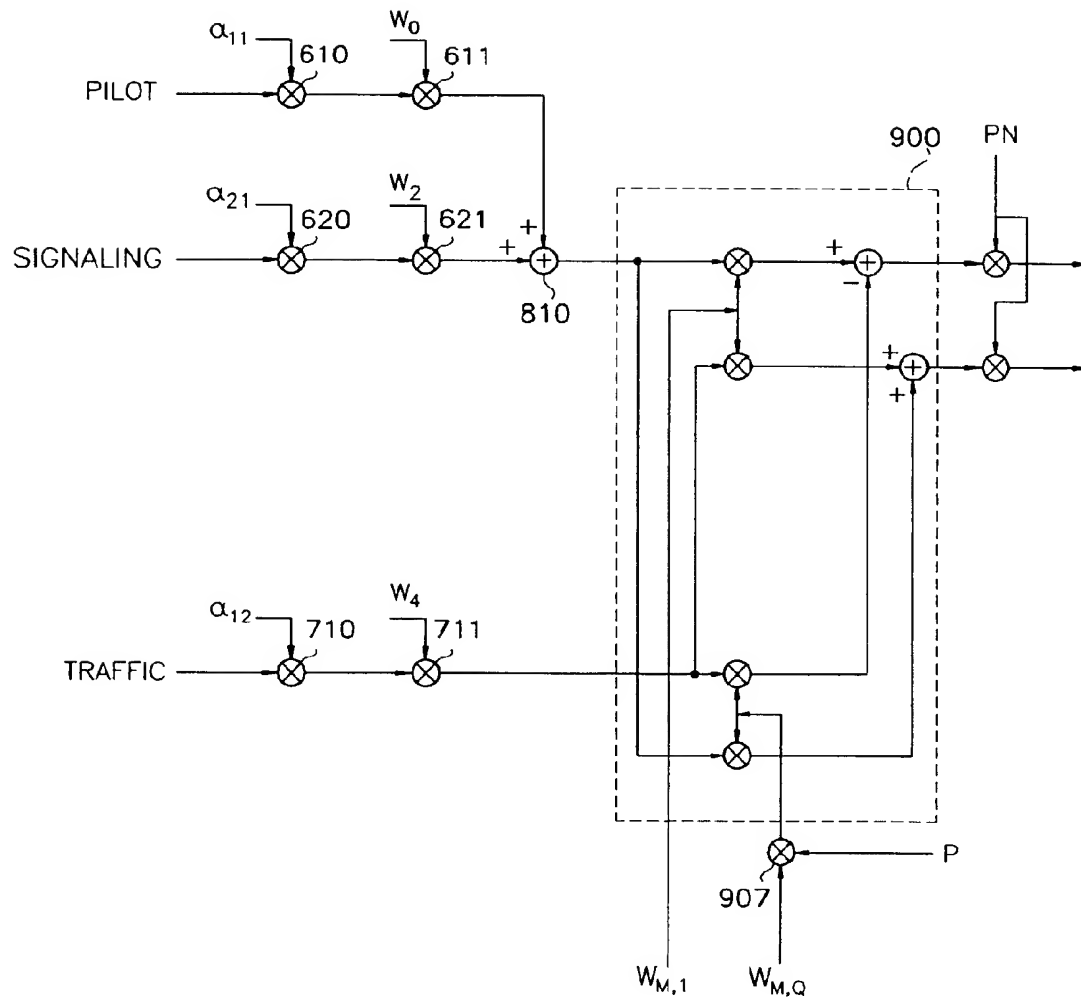 α11
W0
610
611
PILOT
900
PN
α21
W2
620
621
+
+
+
-
SIGNALING
810
+
+
α12
W4
710
711
TRAFFIC
P
907
WM,1
WM,Q